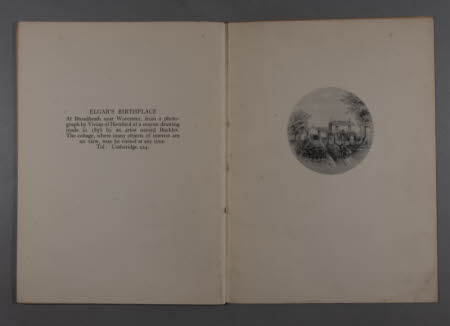 ELGAR'S BIRTHPLACE
At Broadheath near Worcester, from a photo-
graph by Vivian of Hereford of a crayon drawing
made in 1856 by an artist named Buckler.
The cottage, where many objects of interest are
on view, may be visited at any time.
Tel: Cotheridge 224.